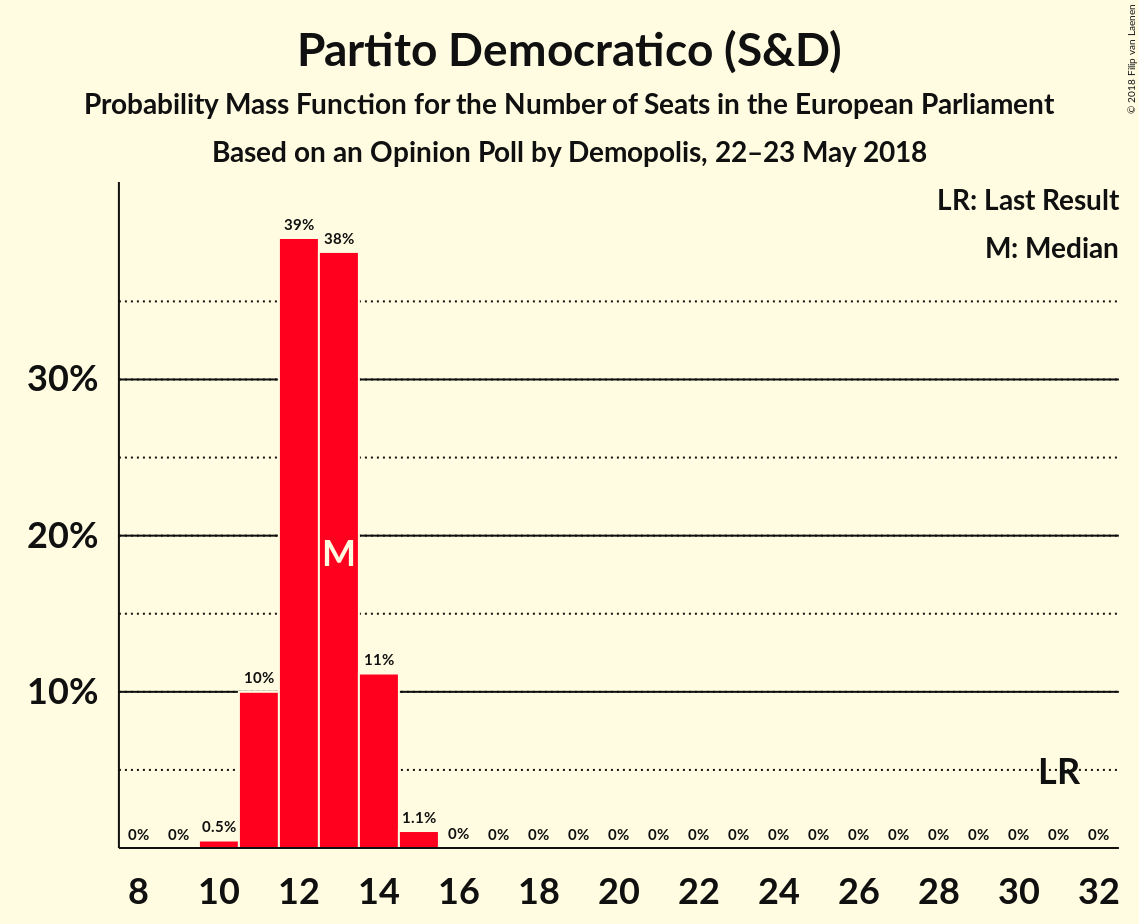 Partito Democratico (S&D)
Probability Mass Function for the Number of Seats in the European Parliament
Based on an Opinion Poll by Demopolis, 22–23 May 2018
© 2018 Filip van Laenen
LR: Last Result
M: Median
39%
38%
30%
20%
M
11%
10%
10%
LR
0% 0% 0.5% 1.1% 0% 0% 0% 0% 0% 0% 0% 0% 0% 0% 0% 0% 0% 0% 0% 0% 0%
8 10 12 14 16 18 20 22 24 26 28 30 32